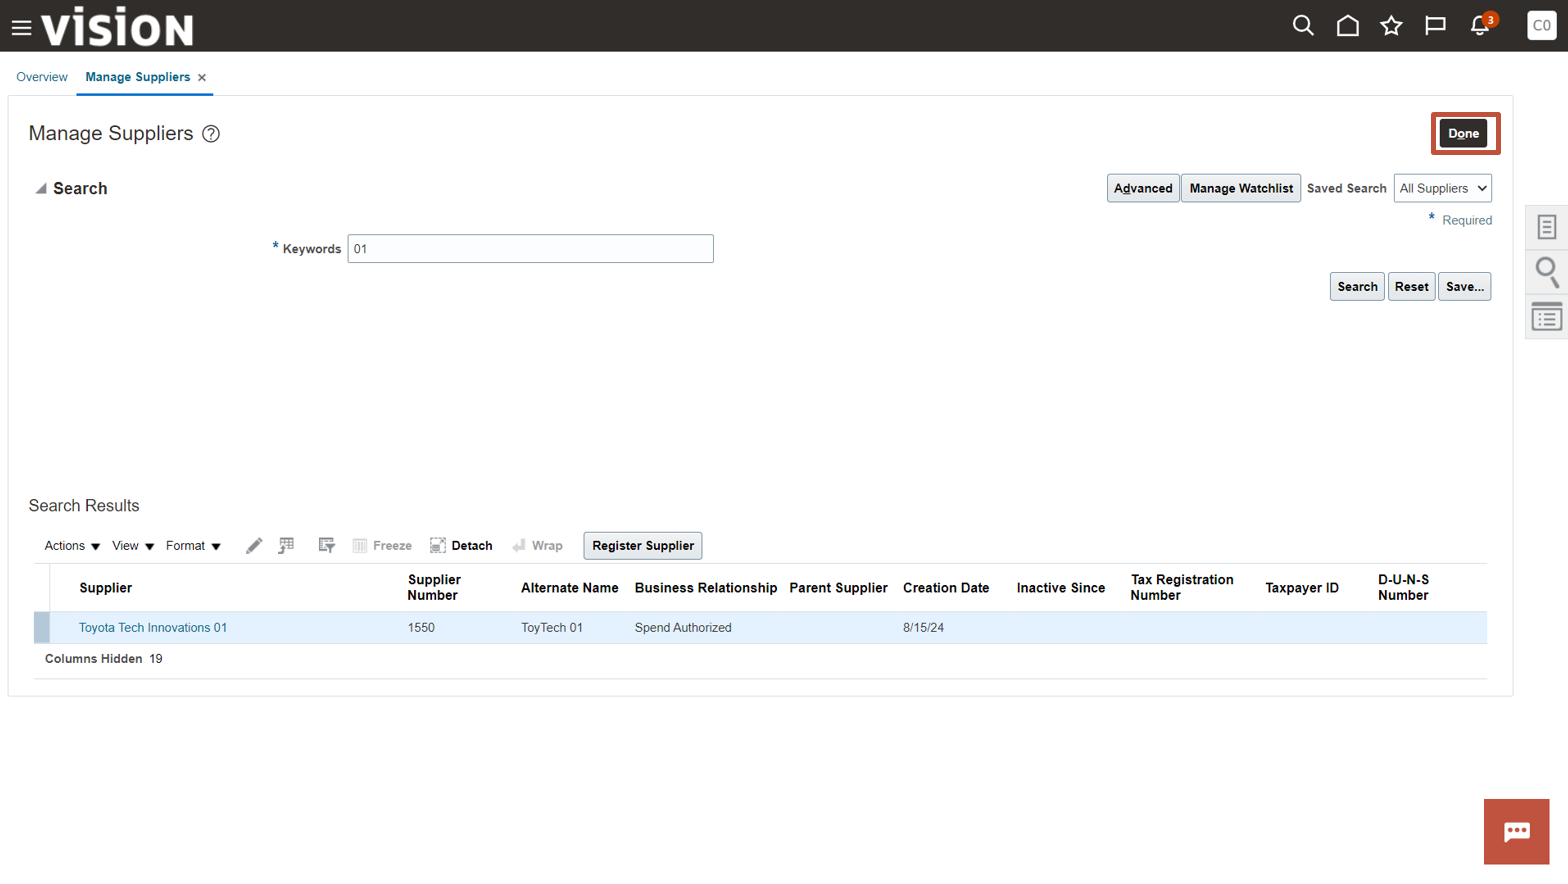 vision
3
CO
Overview
Manage Suppliers ×
Manage Suppliers ?
Done
Search
Advanced
Manage Watchlist
Saved Search
All Suppliers
* Required
* Keywords 01
Search
Reset
Save...
Search Results
Actions
View
Format
Freeze
Detach
Wrap
Register Supplier
Supplier
Supplier Number
Alternate Name
Business Relationship
Parent Supplier
Creation Date
Inactive Since
Tax Registration Number
Taxpayer ID
D-U-N-S Number
Toyota Tech Innovations 01
1550
ToyTech 01
Spend Authorized
8/15/24
Columns Hidden 19